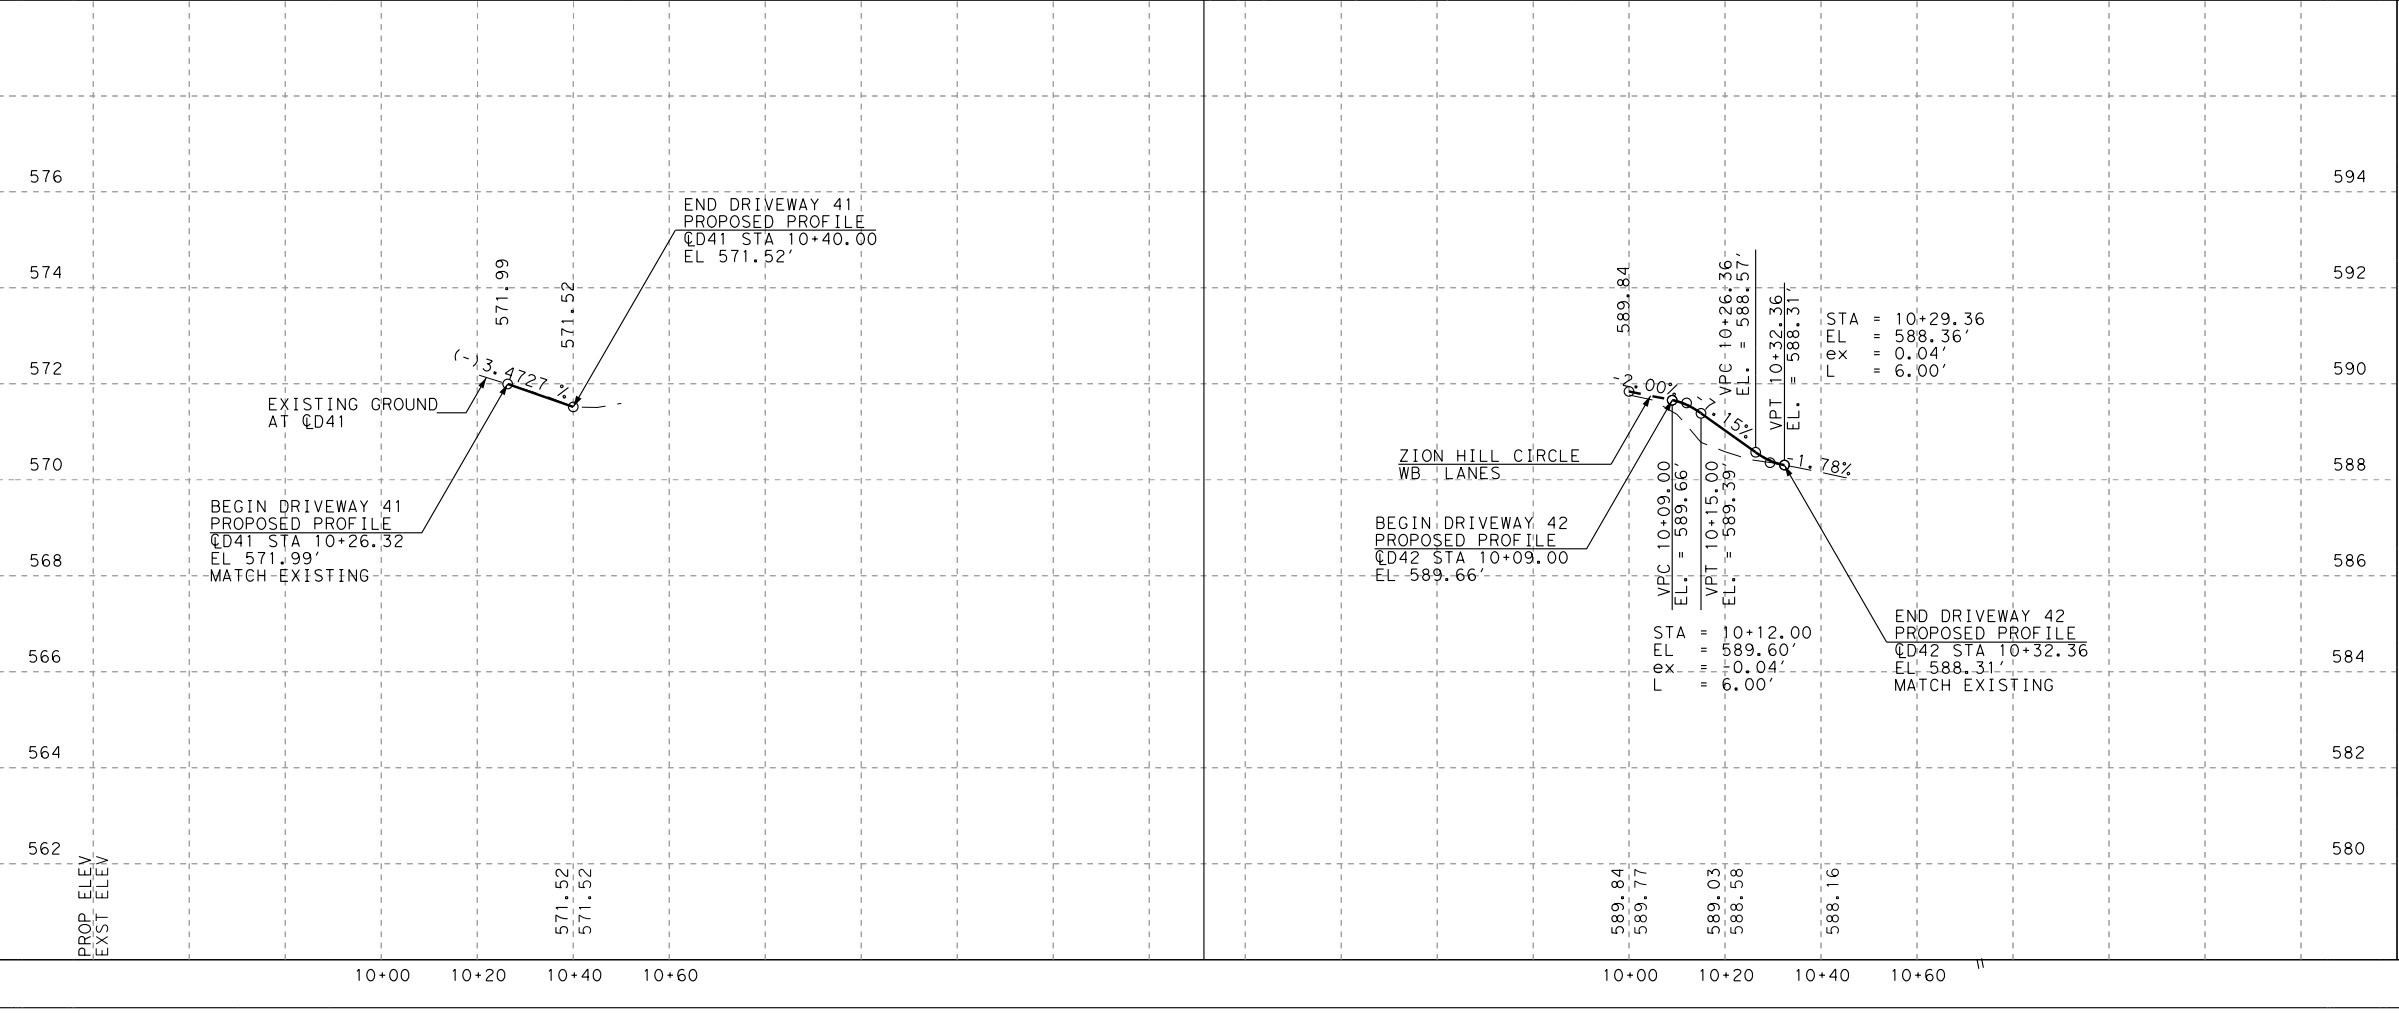 576
574
572
570
568
566
564
562
PROP ELEV
EXST ELEV
(-)3.4727 %
571.99
571.52
END DRIVEWAY 41
PROPOSED PROFILE
℄D41 STA 10+40.00
EL 571.52'
EXISTING GROUND
AT ℄D41
BEGIN DRIVEWAY 41
PROPOSED PROFILE
℄D41 STA 10+26.32
EL 571.99'
MATCH EXISTING
571.52
571.52
10+00
10+20
10+40
10+60
589.84
-2.00%
-7.15%
-1.78%
VPC 10+26.36
EL. = 588.57'
VPT 10+32.36
EL. = 588.31'
STA = 10+29.36
EL = 588.36'
ex = 0.04'
L = 6.00'
ZION HILL CIRCLE
WB LANES
BEGIN DRIVEWAY 42
PROPOSED PROFILE
℄D42 STA 10+09.00
EL 589.66'
VPC 10+09.00
EL. = 589.66'
VPT 10+15.00
EL. = 589.39'
STA = 10+12.00
EL = 589.60'
ex = -0.04'
L = 6.00'
END DRIVEWAY 42
PROPOSED PROFILE
℄D42 STA 10+32.36
EL 588.31'
MATCH EXISTING
589.84
589.77
589.03
588.58
588.16
10+00
10+20
10+40
10+60
594
592
590
588
586
584
582
580